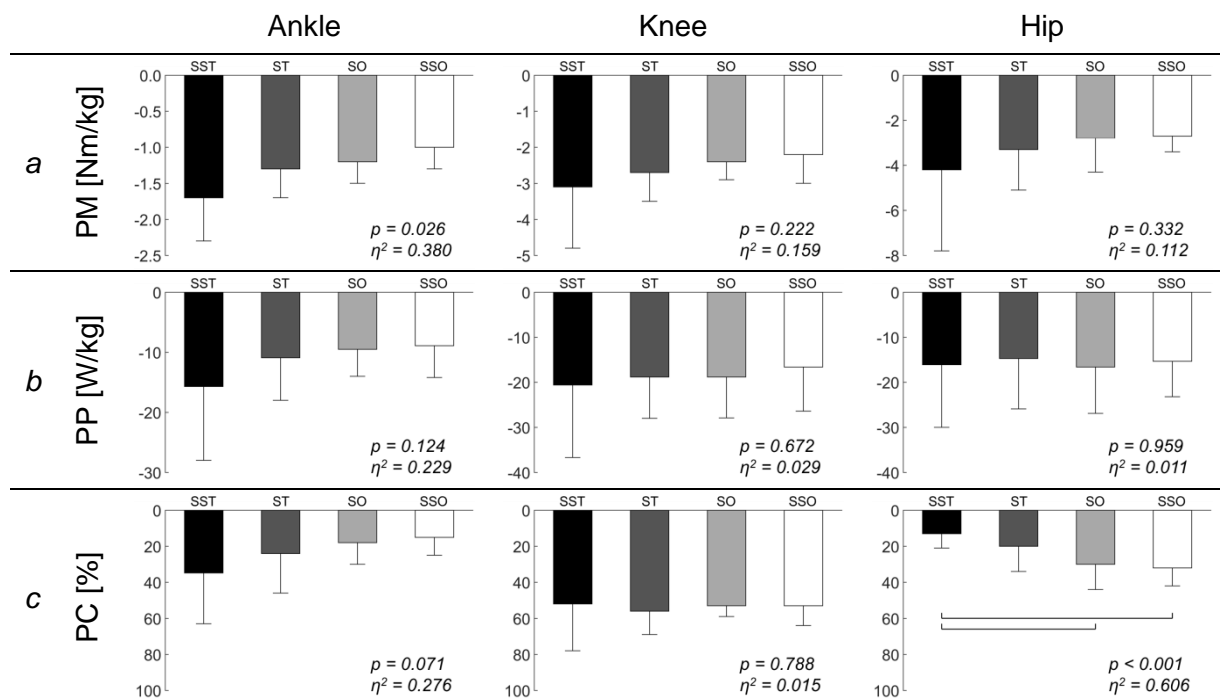 Ankle Knee Hip
a
PM [Nm/kg]
SST ST SO SSO
0.0
-0.5
-1.0
-1.5
-2.0
-2.5
p = 0.026
η² = 0.380
SST ST SO SSO
0
-1
-2
-3
-4
-5
p = 0.222
η² = 0.159
SST ST SO SSO
0
-2
-4
-6
-8
p = 0.332
η² = 0.112
b
PP [W/kg]
SST ST SO SSO
0
-10
-20
-30
p = 0.124
η² = 0.229
SST ST SO SSO
0
-10
-20
-30
-40
p = 0.672
η² = 0.029
SST ST SO SSO
0
-10
-20
-30
-40
p = 0.959
η² = 0.011
c
PC [%]
SST ST SO SSO
0
20
40
60
80
100
p = 0.071
η² = 0.276
SST ST SO SSO
0
20
40
60
80
100
p = 0.788
η² = 0.015
SST ST SO SSO
0
20
40
60
80
100
p < 0.001
η² = 0.606